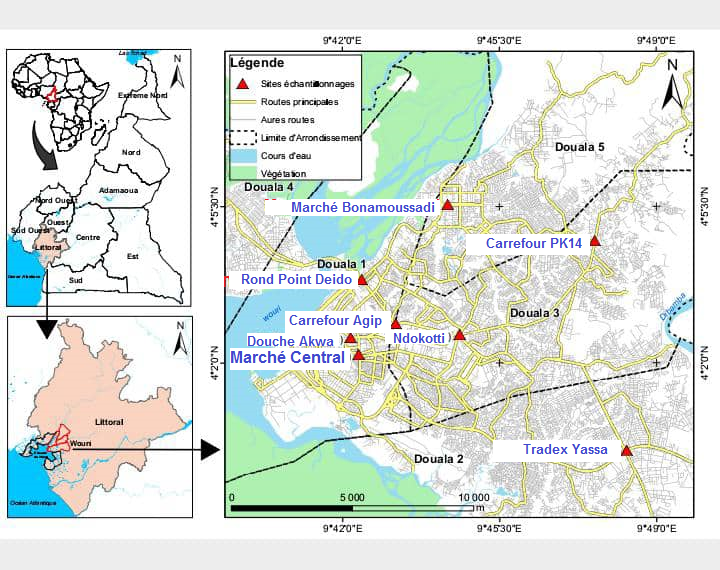 Lac Tchad
N
Extreme Nord
Nord
Adamaoua
Nord Ouest
Ouest
Sud Ouest
Centre
Littoral
Est
Sud
N
Littoral
Wouri
Océan Atlantique
9°42'0"E
9°45'30"E
9°49'0"E
Légende
Sites échantillonnages
Routes principales
Aures routes
Limite d'Arrondissement
Cours d'eau
Végétation
N
Douala 5
Douala 4
4°5'30"N
4°5'30"N
Marché Bonamoussadi
Carrefour PK14
Douala 1
Rond Point Deido
wouri
Carrefour Agip
Douala 3
Dibamba
Douche Akwa
Ndokotti
Marché Central
4°2'0"N
4°2'0"N
Douala 2
Tradex Yassa
0
5 000
10 000
m
9°42'0"E
9°45'30"E
9°49'0"E